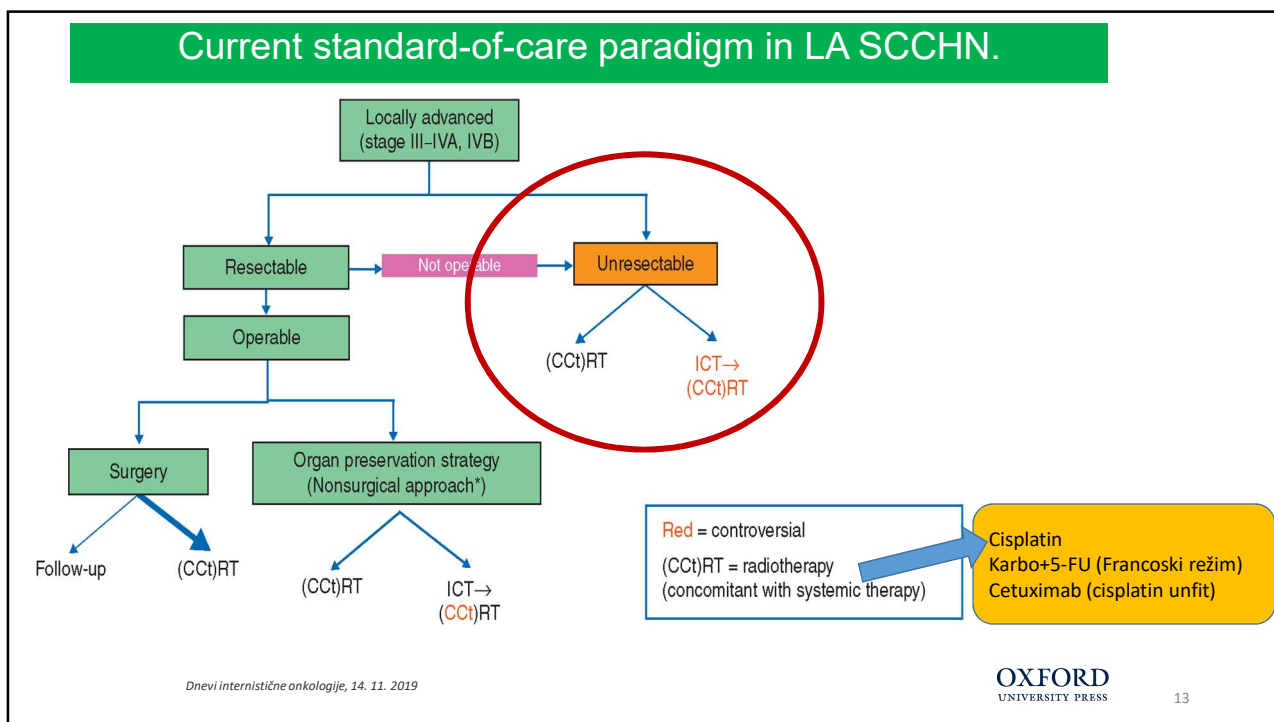 Current standard-of-care paradigm in LA SCCHN.
Locally advanced
(stage III–IVA, IVB)
Resectable
Not operable
Unresectable
Operable
(CCt)RT
ICT→
(CCt)RT
Surgery
Organ preservation strategy
(Nonsurgical approach*)
Follow-up
(CCt)RT
(CCt)RT
ICT→
(CCt)RT
Red = controversial
(CCt)RT = radiotherapy
(concomitant with systemic therapy)
Cisplatin
Karbo+5-FU (Francoski režim)
Cetuximab (cisplatin unfit)
Dnevi internistične onkologije, 14. 11. 2019
OXFORD
UNIVERSITY PRESS
13